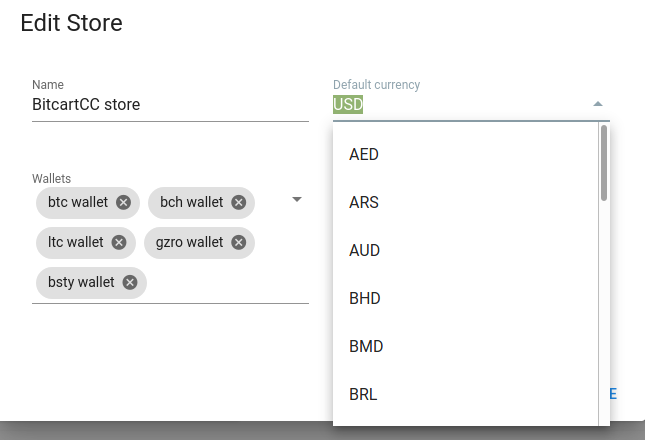 Edit Store
Name
BitcartCC store
Default currency
USD
Wallets
btc wallet
bch wallet
ltc wallet
gzro wallet
bsty wallet
AED
ARS
AUD
BHD
BMD
BRL
E